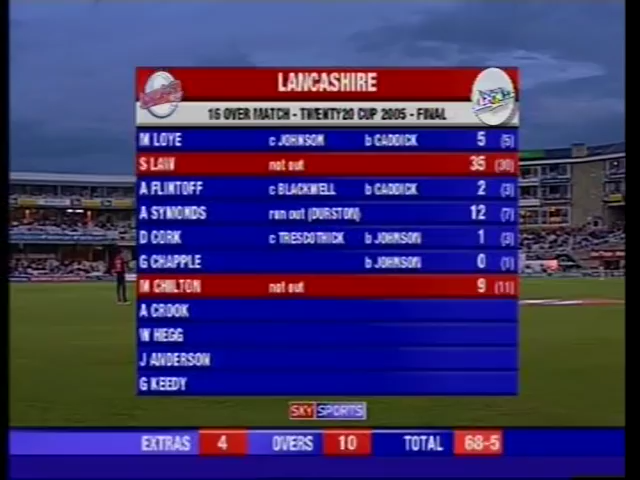 LANCASHIRE
16 OVER MATCH - TWENTY20 CUP 2005 - FINAL
M LOYE c JOHNSON b CADDICK 5 (5)
S LAW not out 35 (30)
A FLINTOFF c BLACKWELL b CADDICK 2 (3)
A SYMONDS run out (DURSTON) 12 (7)
D CORK c TRESCOTHICK b JOHNSON 1 (3)
G CHAPPLE b JOHNSON 0 (1)
M CHILTON not out 9 (11)
A CROOK
W HEGG
J ANDERSON
G KEEDY
SKY SPORTS
EXTRAS 4 OVERS 10 TOTAL 68-5